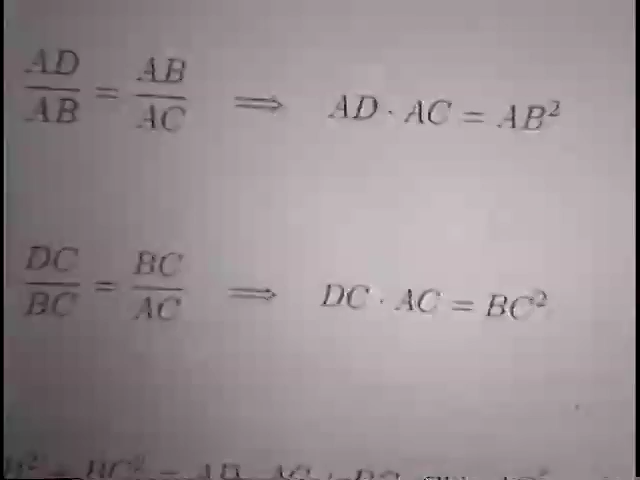 AD/AB = AB/AC ⟹ AD · AC = AB²
DC/BC = BC/AC ⟹ DC · AC = BC²